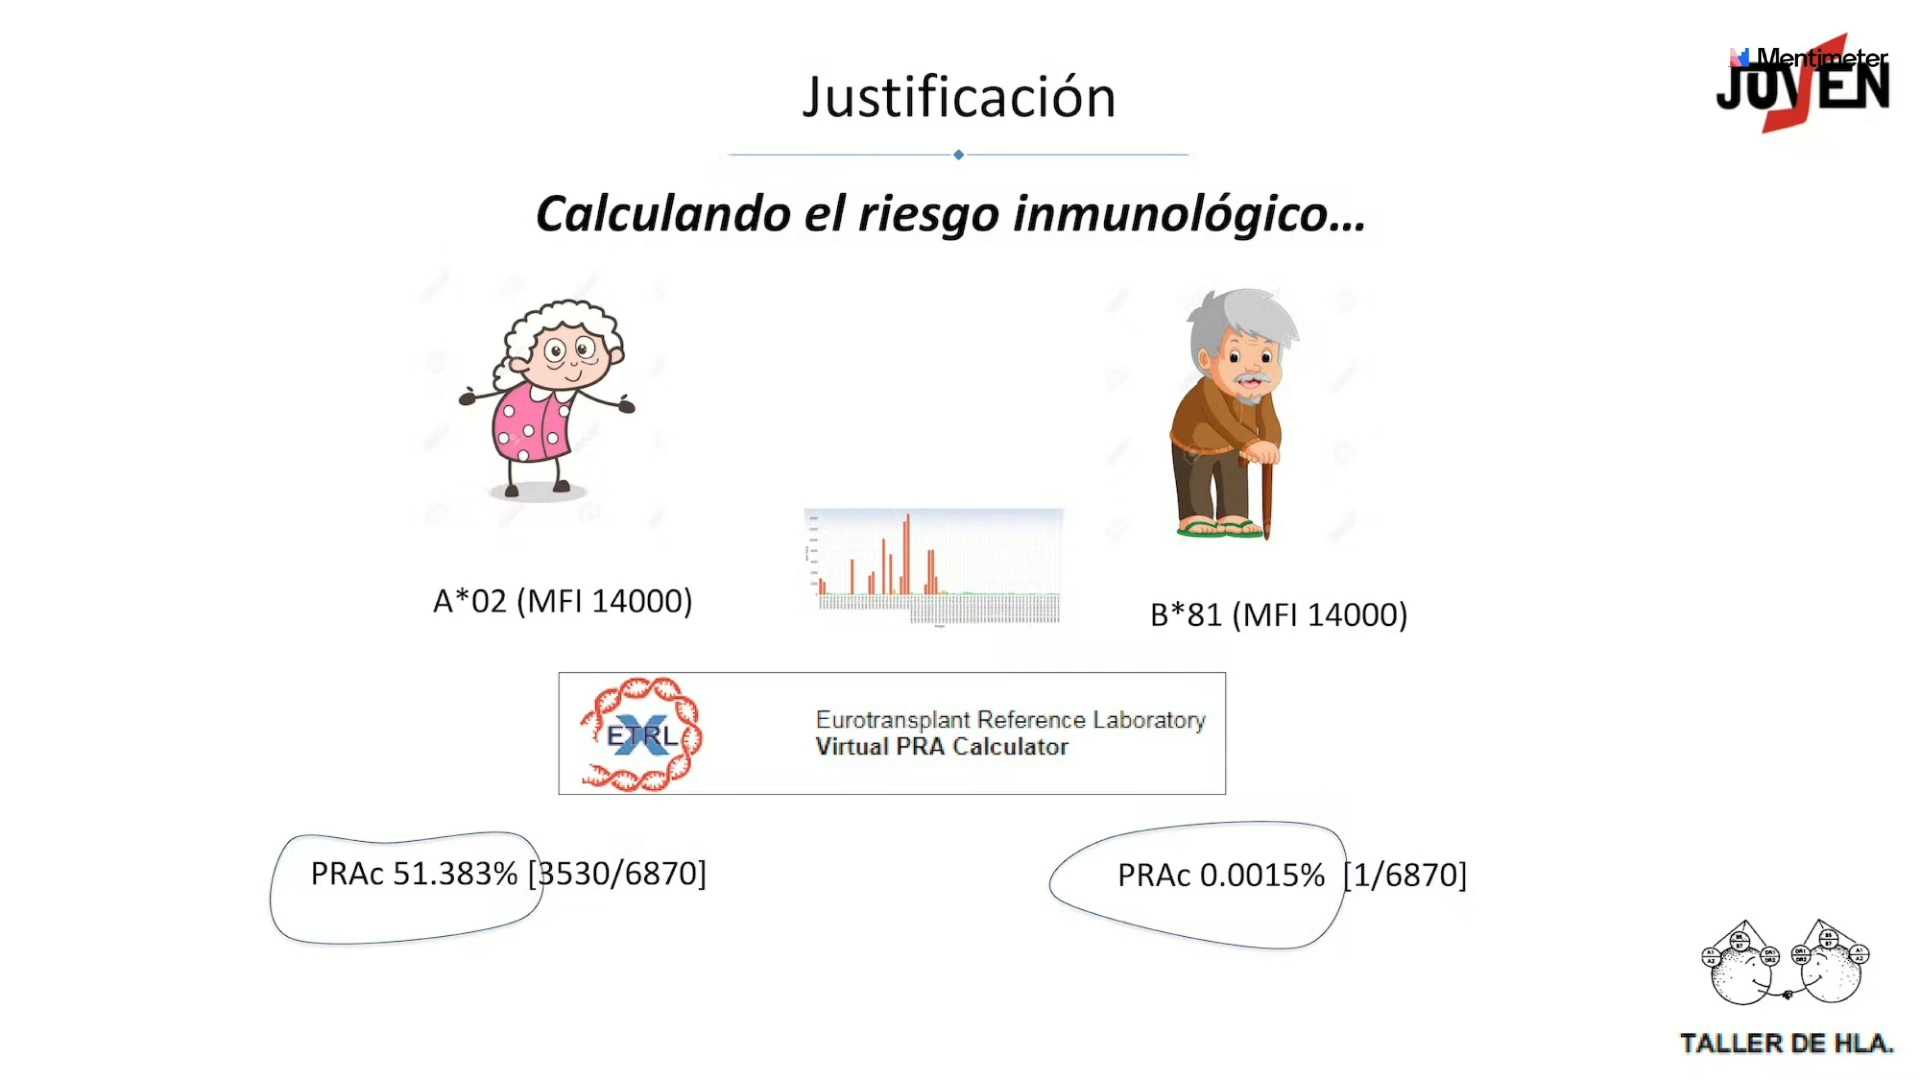 Mentimeter
JOVEN
Justificación
Calculando el riesgo inmunológico...
A*02 (MFI 14000)
B*81 (MFI 14000)
ETRL
Eurotransplant Reference Laboratory
Virtual PRA Calculator
PRAc 51.383% [3530/6870]
PRAc 0.0015% [1/6870]
TALLER DE HLA.